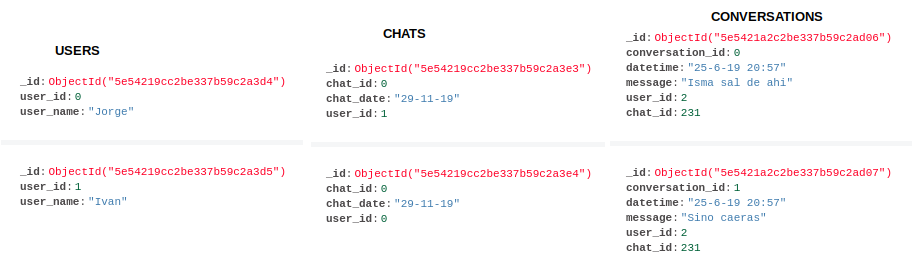 USERS
_id: ObjectId("5e54219cc2be337b59c2a3d4")
user_id: 0
user_name: "Jorge"
_id: ObjectId("5e54219cc2be337b59c2a3d5")
user_id: 1
user_name: "Ivan"
CHATS
_id: ObjectId("5e54219cc2be337b59c2a3e3")
chat_id: 0
chat_date: "29-11-19"
user_id: 1
_id: ObjectId("5e54219cc2be337b59c2a3e4")
chat_id: 0
chat_date: "29-11-19"
user_id: 0
CONVERSATIONS
_id: ObjectId("5e5421a2c2be337b59c2ad06")
conversation_id: 0
datetime: "25-6-19 20:57"
message: "Isma sal de ahi"
user_id: 2
chat_id: 231
_id: ObjectId("5e5421a2c2be337b59c2ad07")
conversation_id: 1
datetime: "25-6-19 20:57"
message: "Sino caeras"
user_id: 2
chat_id: 231